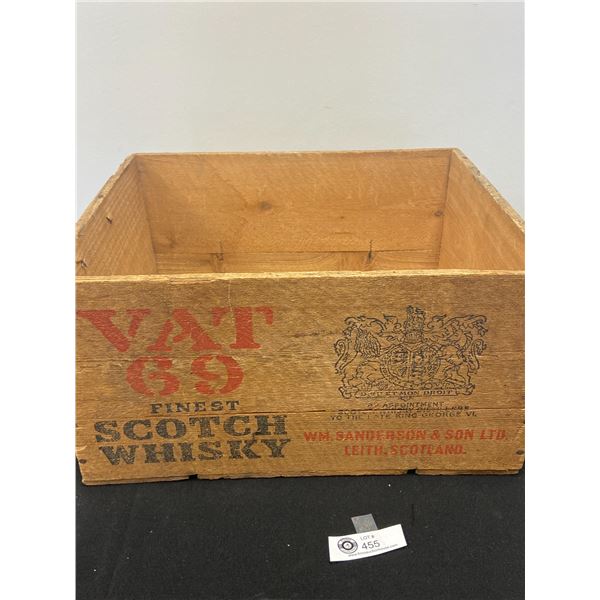 VAT
69
FINEST
SCOTCH
WHISKY
DIEU ET MON DROIT
BY APPOINTMENT
TO THE LATE KING GEORGE VI.
WM. SANDERSON & SON LTD.
LEITH, SCOTLAND.
LOT #
455